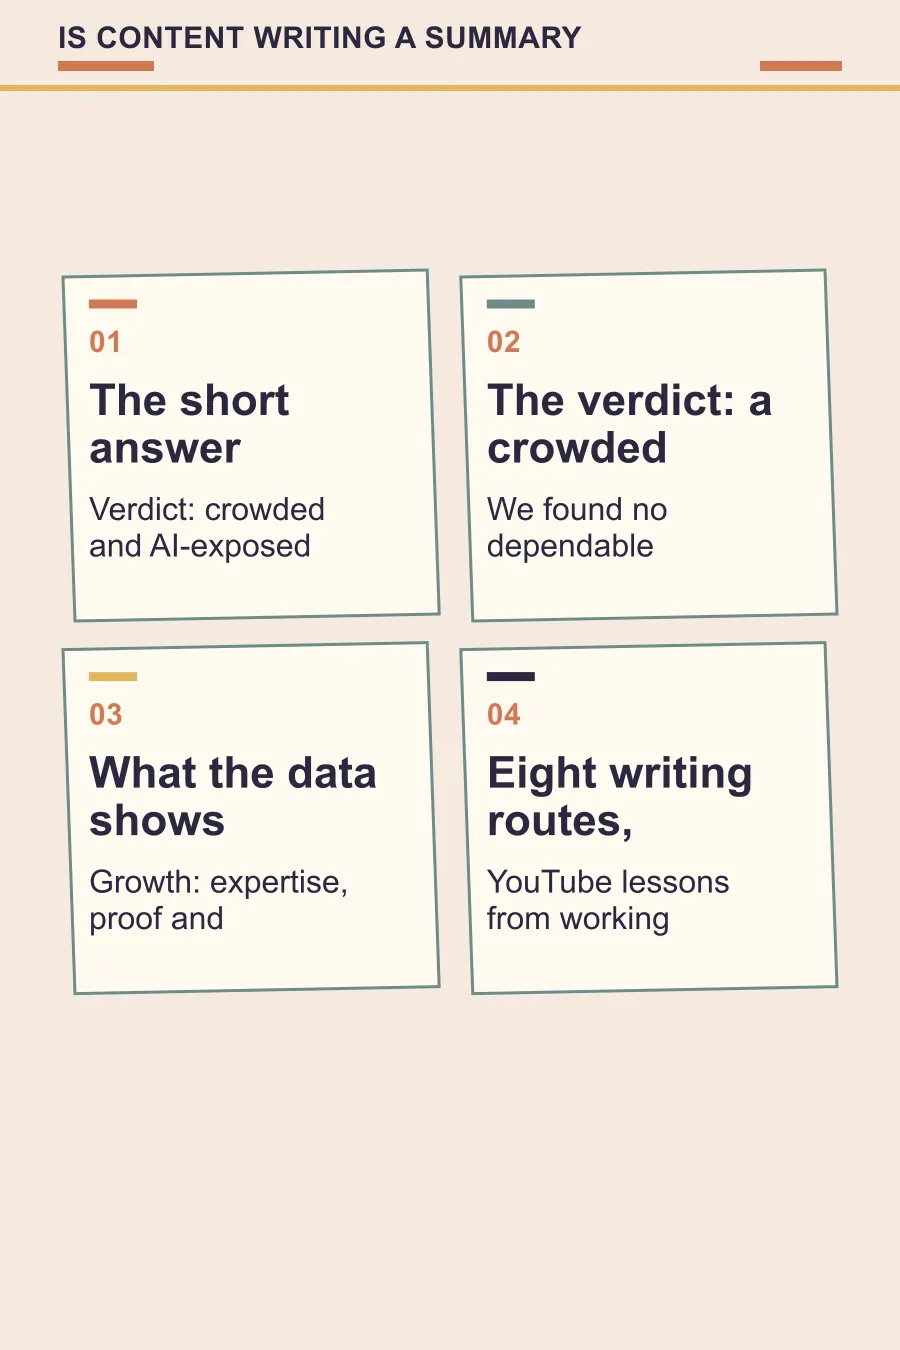 IS CONTENT WRITING A SUMMARY
01
The short
answer
Verdict: crowded
and AI-exposed
02
The verdict: a
crowded
We found no
dependable
03
What the data
shows
Growth: expertise,
proof and
04
Eight writing
routes,
YouTube lessons
from working